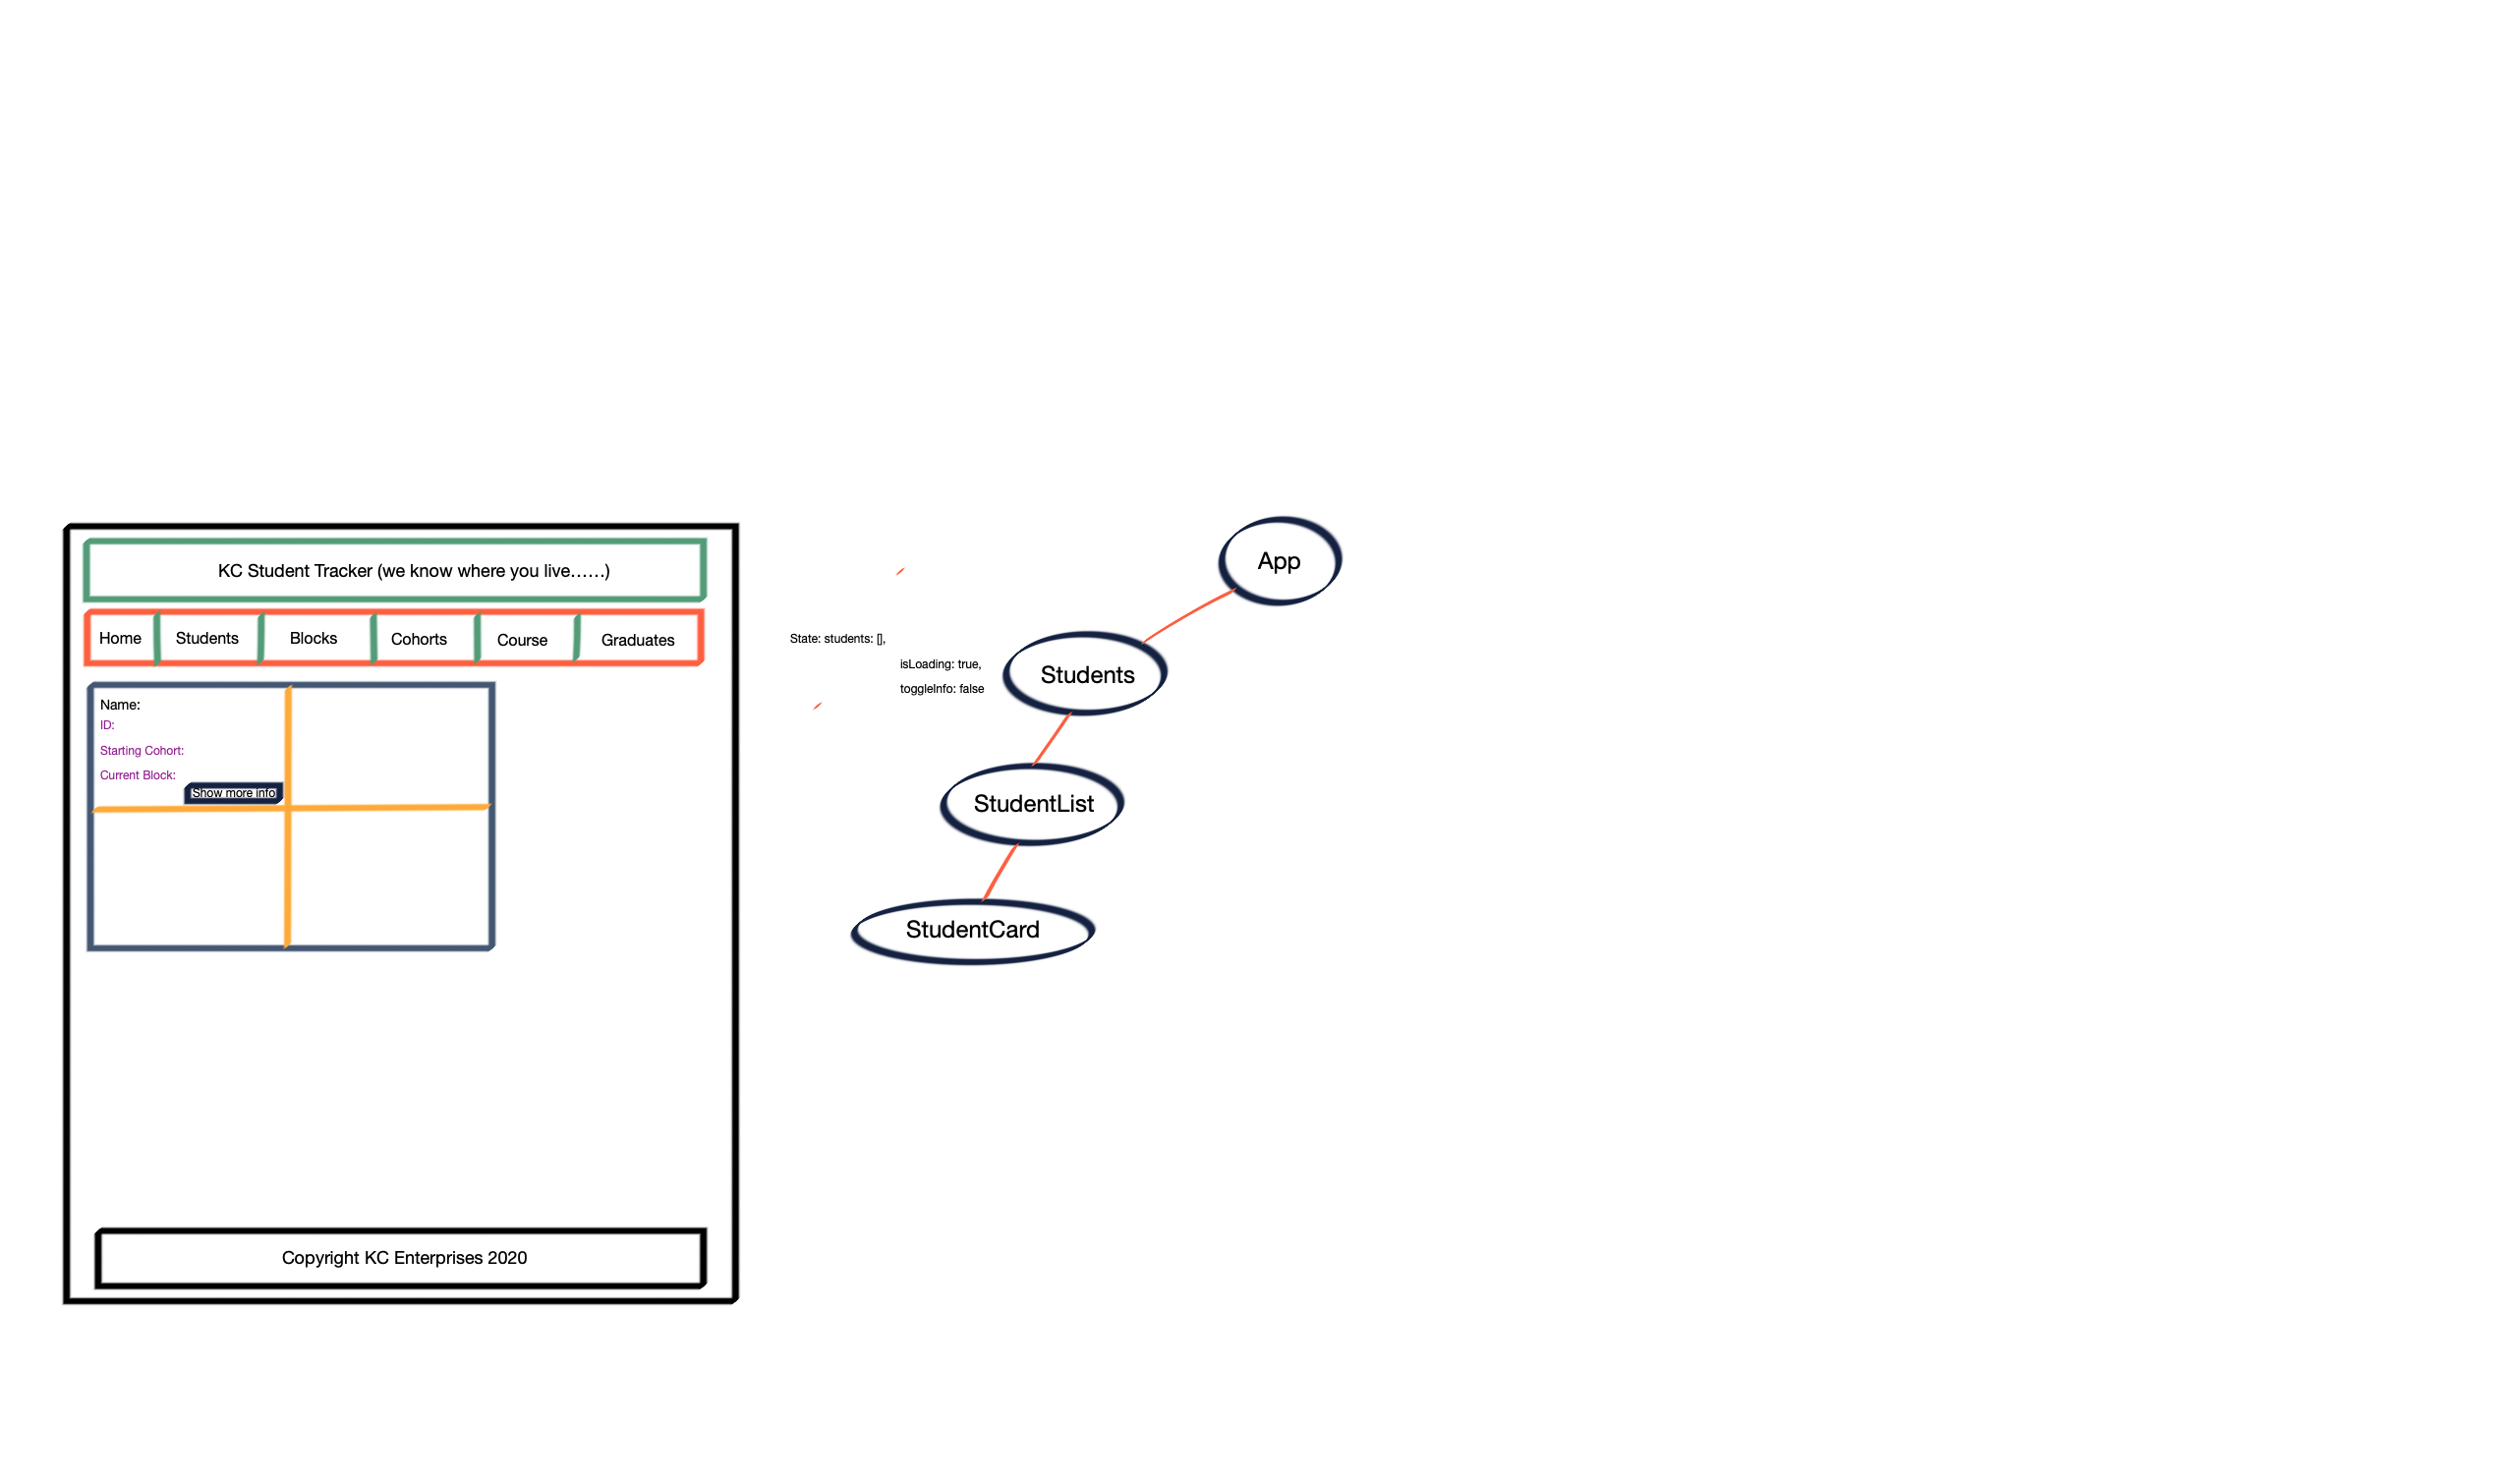 KC Student Tracker (we know where you live......)
Home Students Blocks Cohorts Course Graduates
Name:
ID:
Starting Cohort:
Current Block:
Show more info
Copyright KC Enterprises 2020
App
State: students: [],
isLoading: true,
toggleInfo: false
Students
StudentList
StudentCard